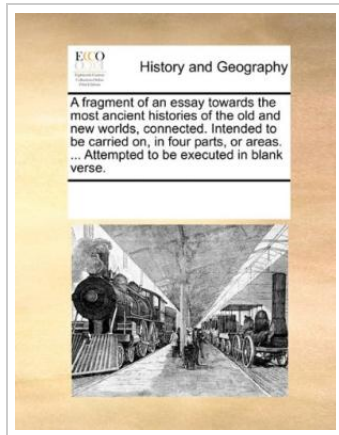 ECCO
History and Geography
A fragment of an essay towards the
most ancient histories of the old and
new worlds, connected. Intended to
be carried on, in four parts, or areas.
... Attempted to be executed in blank
verse.